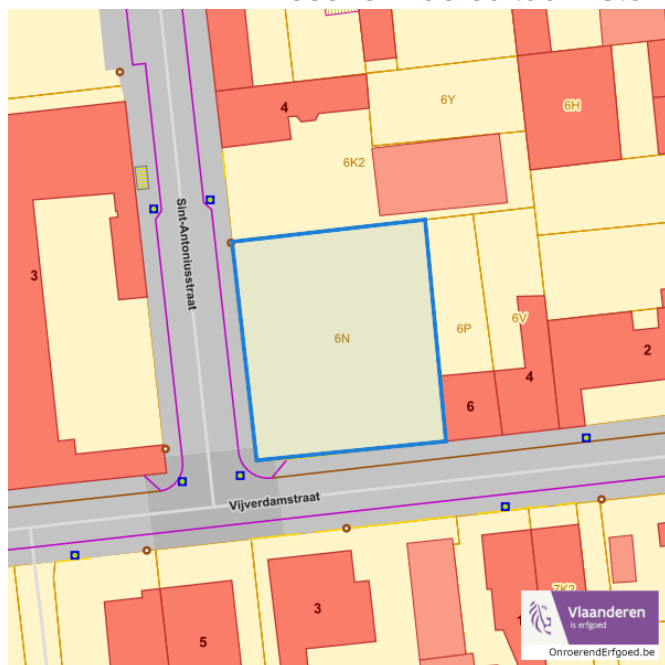 4
6Y
6H
6K2
Sint-Antoniusstraat
3
6N
6P
6V
2
4
6
Vijverdamstraat
3
5
Vlaanderen
is erfgoed
OnroerendErfgoed.be